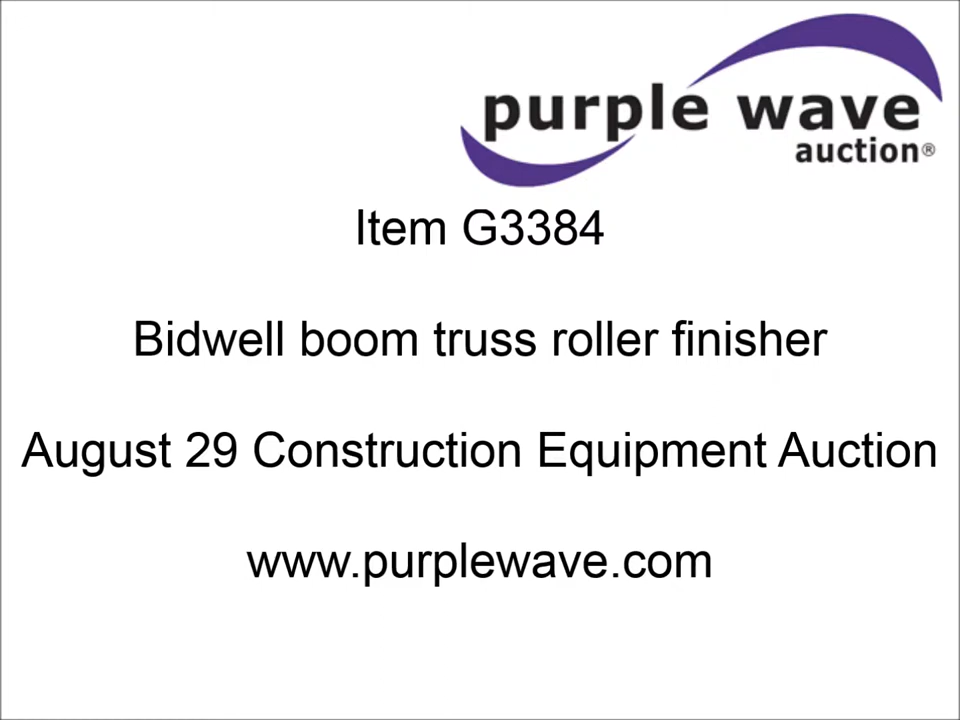 purple wave
auction®
Item G3384
Bidwell boom truss roller finisher
August 29 Construction Equipment Auction
www.purplewave.com